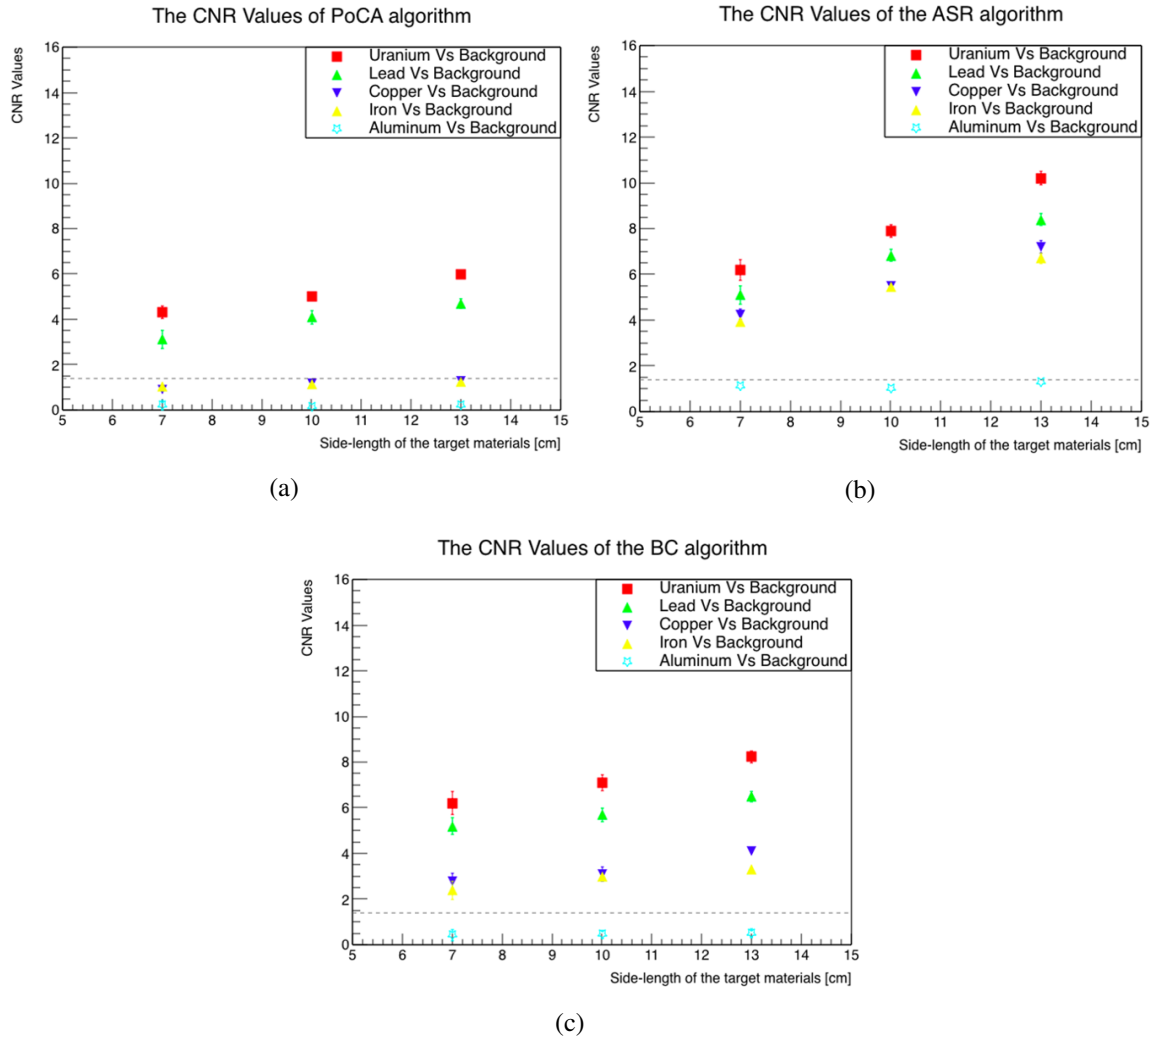 The CNR Values of PoCA algorithm
CNR Values
16
14
12
10
8
6
4
2
0
Uranium Vs Background
Lead Vs Background
Copper Vs Background
Iron Vs Background
Aluminum Vs Background
5 6 7 8 9 10 11 12 13 14 15
Side-length of the target materials [cm]
(a)
The CNR Values of the ASR algorithm
CNR Values
16
14
12
10
8
6
4
2
0
Uranium Vs Background
Lead Vs Background
Copper Vs Background
Iron Vs Background
Aluminum Vs Background
5 6 7 8 9 10 11 12 13 14 15
Side-length of the target materials [cm]
(b)
The CNR Values of the BC algorithm
CNR Values
16
14
12
10
8
6
4
2
0
Uranium Vs Background
Lead Vs Background
Copper Vs Background
Iron Vs Background
Aluminum Vs Background
5 6 7 8 9 10 11 12 13 14 15
Side-length of the target materials [cm]
(c)